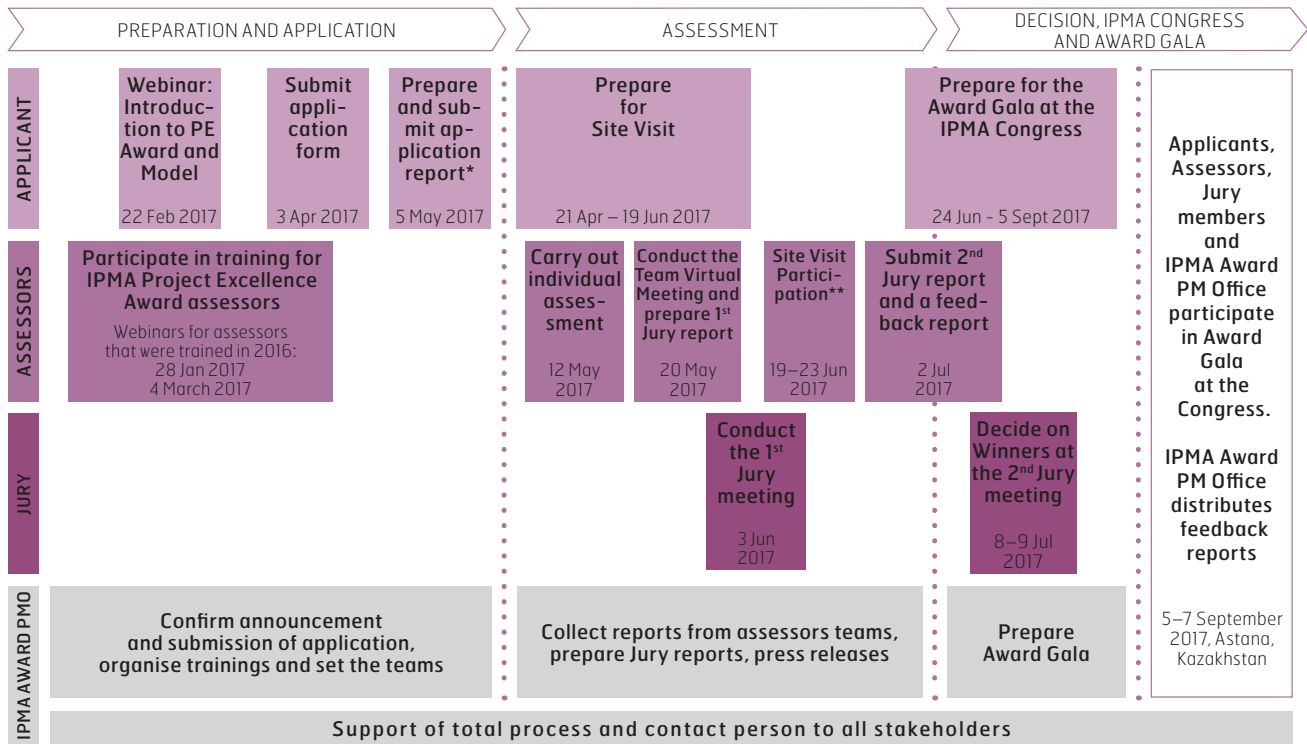 PREPARATION AND APPLICATION
ASSESSMENT
DECISION, IPMA CONGRESS
AND AWARD GALA
APPLICANT
Webinar:
Introduc-
tion to PE
Award and
Model
22 Feb 2017
Submit
appli-
cation
form
3 Apr 2017
Prepare
and sub-
mit ap-
plication
report*
5 May 2017
Prepare
for
Site Visit
21 Apr – 19 Jun 2017
Prepare for the
Award Gala at the
IPMA Congress
24 Jun - 5 Sept 2017
ASSESSORS
Participate in training for
IPMA Project Excellence
Award assessors
Webinars for assessors
that were trained in 2016:
28 Jan 2017
4 March 2017
Carry out
individual
asses-
sment
12 May
2017
Conduct the
Team Virtual
Meeting and
prepare 1st
Jury report
20 May
2017
Site Visit
Partici-
pation**
19–23 Jun
2017
Submit 2nd
Jury report
and a feed-
back report
2 Jul
2017
JURY
Conduct
the 1st
Jury
meeting
3 Jun
2017
Decide on
Winners at
the 2nd Jury
meeting
8–9 Jul
2017
IPMA AWARD PMO
Confirm announcement
and submission of application,
organise trainings and set the teams
Collect reports from assessors teams,
prepare Jury reports, press releases
Prepare
Award Gala
Support of total process and contact person to all stakeholders
Applicants,
Assessors,
Jury
members
and
IPMA Award
PM Office
participate
in Award
Gala
at the
Congress.
IPMA Award
PM Office
distributes
feedback
reports
5–7 September
2017, Astana,
Kazakhstan